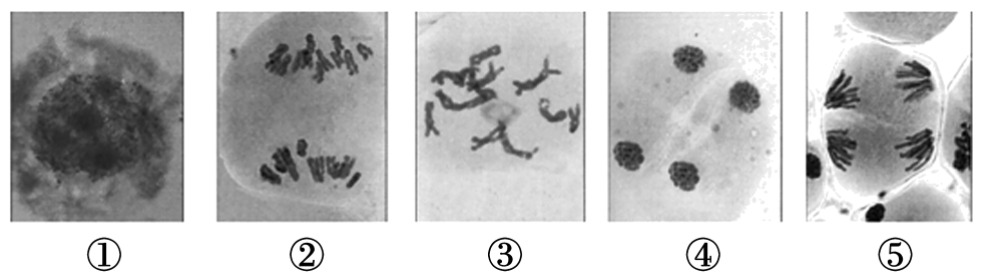 ① ② ③ ④ ⑤